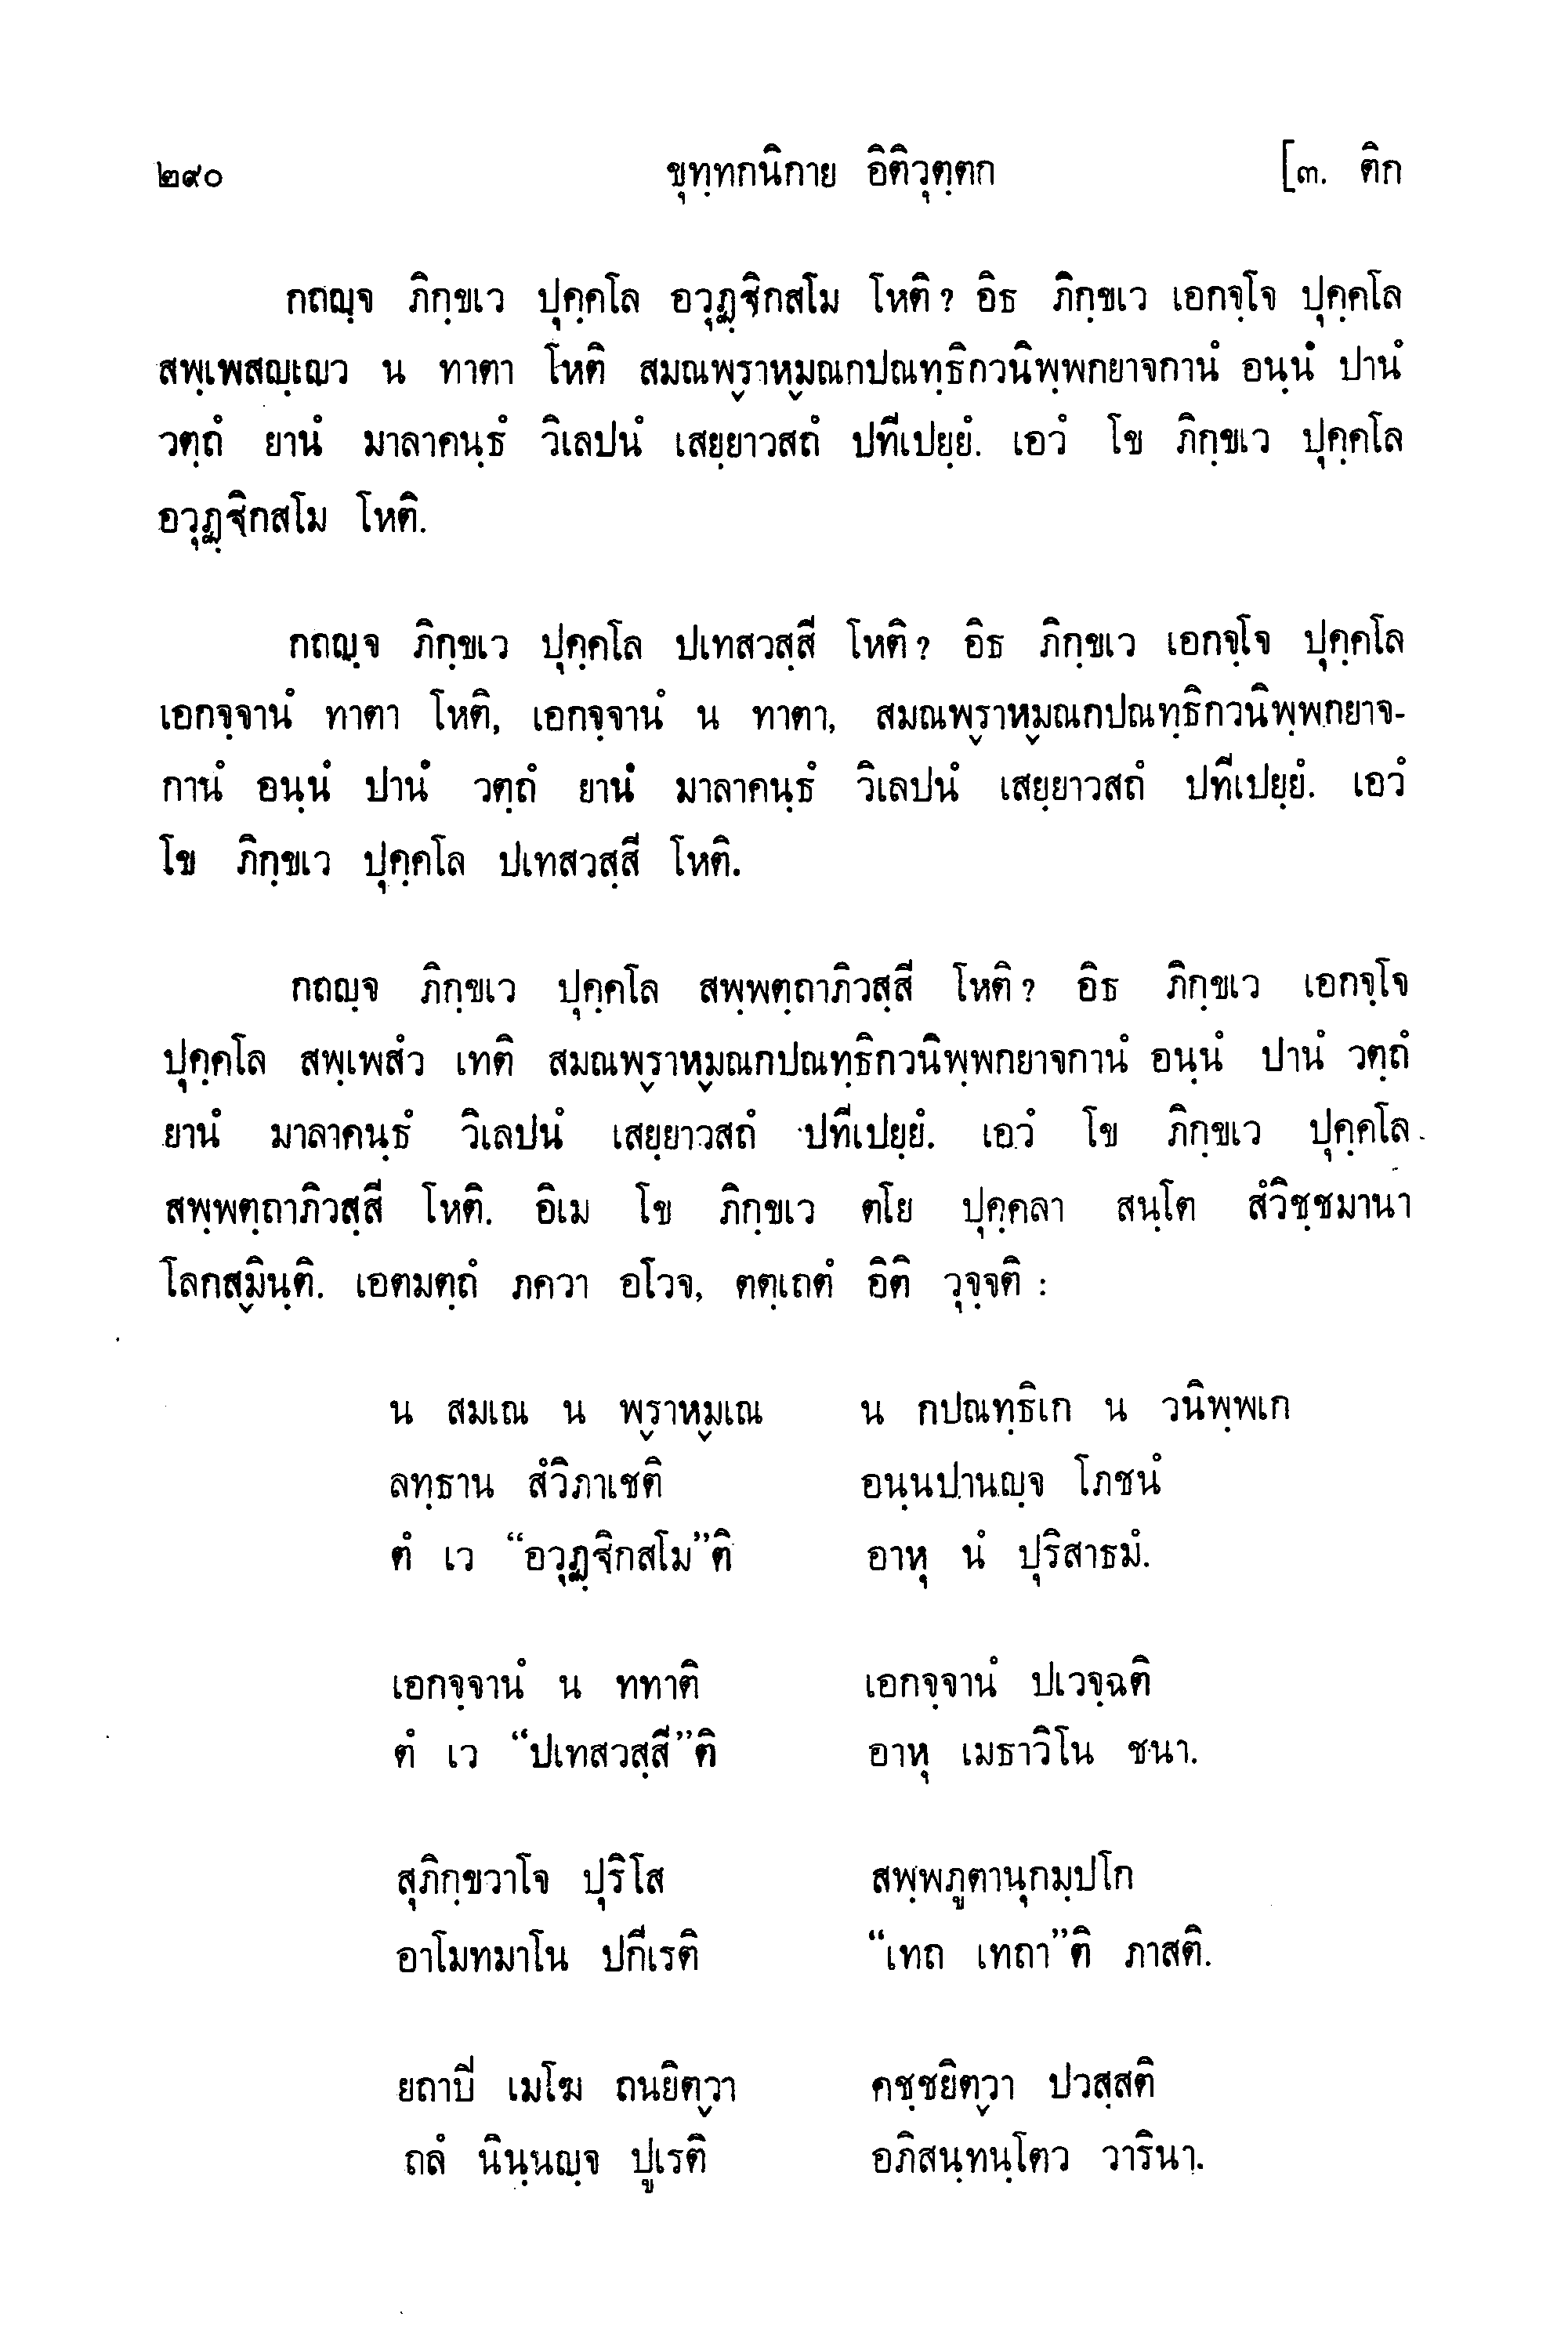 ๒๙๐ ขุทฺทกนิกาย อิติวุตฺตก [๓. ติก
กถญฺจ ภิกฺขเว ปุคฺคโล อวุฏฺฐิกสโม โหติ? อิธ ภิกฺขเว เอกจฺโจ ปุคฺคโล
สพฺเพสญฺเญว น ทาตา โหติ สมณพฺราหฺมณกปณทฺธิกวนิพฺพกยาจกานํ อนฺนํ ปานํ
วตฺถํ ยานํ มาลาคนฺธํ วิเลปนํ เสยฺยาวสถํ ปทีเปยฺยํ. เอวํ โข ภิกฺขเว ปุคฺคโล
อวุฏฺฐิกสโม โหติ.
กถญฺจ ภิกฺขเว ปุคฺคโล ปเทสวสฺสี โหติ? อิธ ภิกฺขเว เอกจฺโจ ปุคฺคโล
เอกจฺจานํ ทาตา โหติ, เอกจฺจานํ น ทาตา, สมณพฺราหฺมณกปณทฺธิกวนิพฺพกยาจ-
กานํ อนฺนํ ปานํ วตฺถํ ยานํ มาลาคนฺธํ วิเลปนํ เสยฺยาวสถํ ปทีเปยฺยํ. เอวํ
โข ภิกฺขเว ปุคฺคโล ปเทสวสฺสี โหติ.
กถญฺจ ภิกฺขเว ปุคฺคโล สพฺพตฺถาภิวสฺสี โหติ? อิธ ภิกฺขเว เอกจฺโจ
ปุคฺคโล สพฺเพสํว เทติ สมณพฺราหฺมณกปณทฺธิกวนิพฺพกยาจกานํ อนฺนํ ปานํ วตฺถํ
ยานํ มาลาคนฺธํ วิเลปนํ เสยฺยาวสถํ ปทีเปยฺยํ. เอวํ โข ภิกฺขเว ปุคฺคโล
สพฺพตฺถาภิวสฺสี โหติ. อิเม โข ภิกฺขเว ตโย ปุคฺคลา สนฺโต สํวิชฺชมานา
โลกสฺมินฺติ. เอตมตฺถํ ภควา อโวจ, ตตฺเถตํ อิติ วุจฺจติ :
น สมเณ น พฺราหฺมเณ น กปณทฺธิเก น วนิพฺพเก
ลทฺธาน สํวิภาเชติ อนฺนปานญฺจ โภชนํ
ตํ เว “อวุฏฺฐิกสโม”ติ อาหุ นํ ปุริสาธมํ.
เอกจฺจานํ น ททาติ เอกจฺจานํ ปเวจฺฉติ
ตํ เว “ปเทสวสฺสี”ติ อาหุ เมธาวิโน ชนา.
สุภิกฺขวาโจ ปุริโส สพฺพภูตานุกมฺปโก
อาโมทมาโน ปกีเรติ “เทถ เทถา”ติ ภาสติ.
ยถาปี เมโฆ ถนยิตฺวา คชฺชยิตฺวา ปวสฺสติ
ถลํ นินฺนญฺจ ปูเรติ อภิสนฺทนฺโตว วารินา.